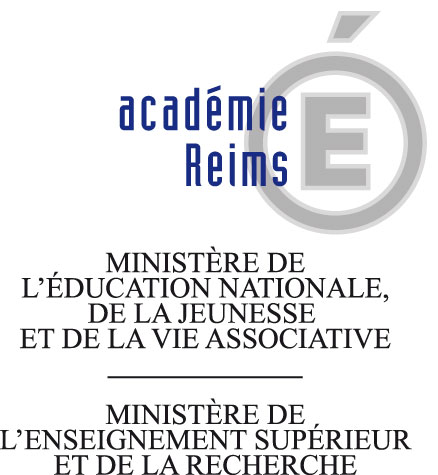 académie
Reims
É
MINISTÈRE DE
L'ÉDUCATION NATIONALE,
DE LA JEUNESSE
ET DE LA VIE ASSOCIATIVE
MINISTÈRE DE
L'ENSEIGNEMENT SUPÉRIEUR
ET DE LA RECHERCHE